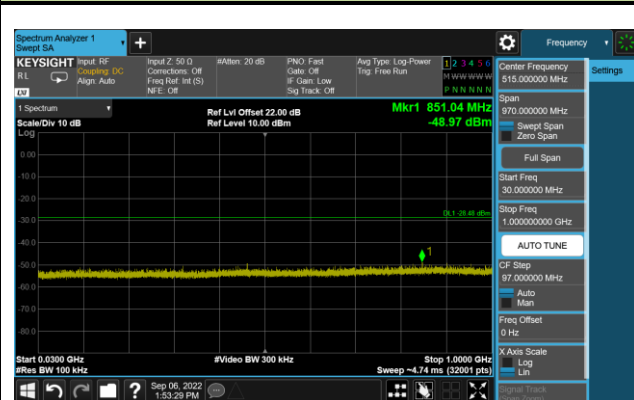 Spectrum Analyzer 1
Swept SA
+
Frequency
KEYSIGHT
RL
LXI
Input: RF
Coupling: DC
Align: Auto
Input Z: 50 Ω
Corrections: Off
Freq Ref: Int (S)
NFE: Off
#Atten: 20 dB
PNO: Fast
Gate: Off
IF Gain: Low
Sig Track: Off
Avg Type: Log-Power
Trig: Free Run
1 2 3 4 5 6
M W W W W W
P N N N N N
Center Frequency
515.000000 MHz
Settings
1 Spectrum
Scale/Div 10 dB
Log
Ref Lvl Offset 22.00 dB
Ref Level 10.00 dBm
Mkr1 851.04 MHz
-48.97 dBm
Span
970.000000 MHz
Swept Span
Zero Span
Full Span
Start Freq
30.000000 MHz
Stop Freq
1.000000000 GHz
AUTO TUNE
CF Step
97.000000 MHz
Auto
Man
Freq Offset
0 Hz
X Axis Scale
Log
Lin
Signal Track
(Span Zoom)
0.00
-10.0
-20.0
-30.0
-40.0
-50.0
-60.0
-70.0
-80.0
DL1 -28.48 dBm
1
Start 0.0300 GHz
#Res BW 100 kHz
#Video BW 300 kHz
Stop 1.0000 GHz
Sweep ~4.74 ms (32001 pts)
?
Sep 06, 2022
1:53:29 PM